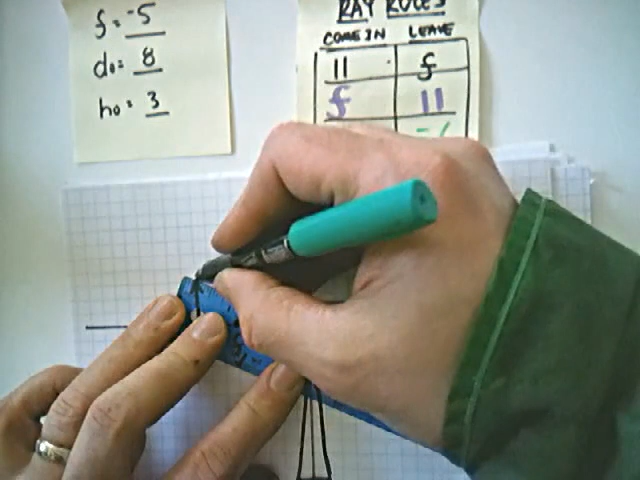 f = -5
do = 8
ho = 3
RAY RULES
COME IN LEAVE
|| f
f ||